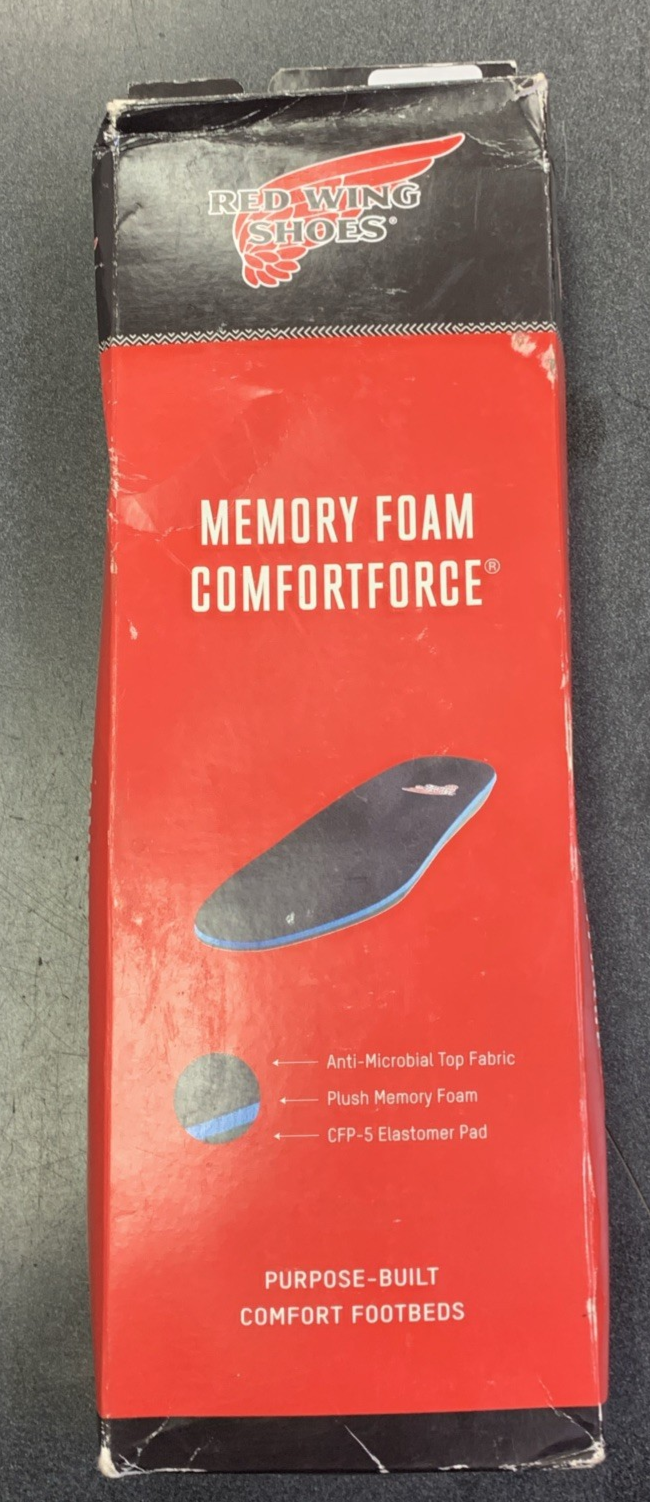 RED WING
SHOES®
MEMORY FOAM
COMFORTFORCE®
Anti-Microbial Top Fabric
Plush Memory Foam
CFP-5 Elastomer Pad
PURPOSE-BUILT
COMFORT FOOTBEDS